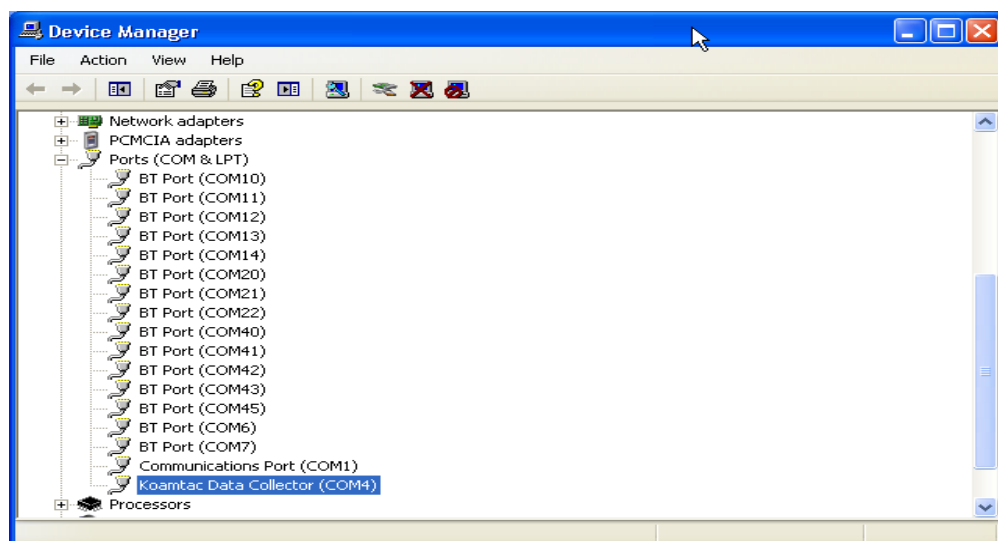 Device Manager
File Action View Help
Network adapters
PCMCIA adapters
Ports (COM & LPT)
BT Port (COM10)
BT Port (COM11)
BT Port (COM12)
BT Port (COM13)
BT Port (COM14)
BT Port (COM20)
BT Port (COM21)
BT Port (COM22)
BT Port (COM40)
BT Port (COM41)
BT Port (COM42)
BT Port (COM43)
BT Port (COM45)
BT Port (COM6)
BT Port (COM7)
Communications Port (COM1)
Koamtac Data Collector (COM4)
Processors